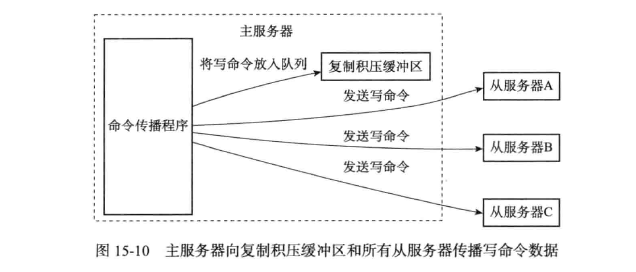 主服务器
将写命令放入队列
复制积压缓冲区
发送写命令
从服务器A
命令传播程序
发送写命令
从服务器B
发送写命令
从服务器C
图 15-10 主服务器向复制积压缓冲区和所有从服务器传播写命令数据